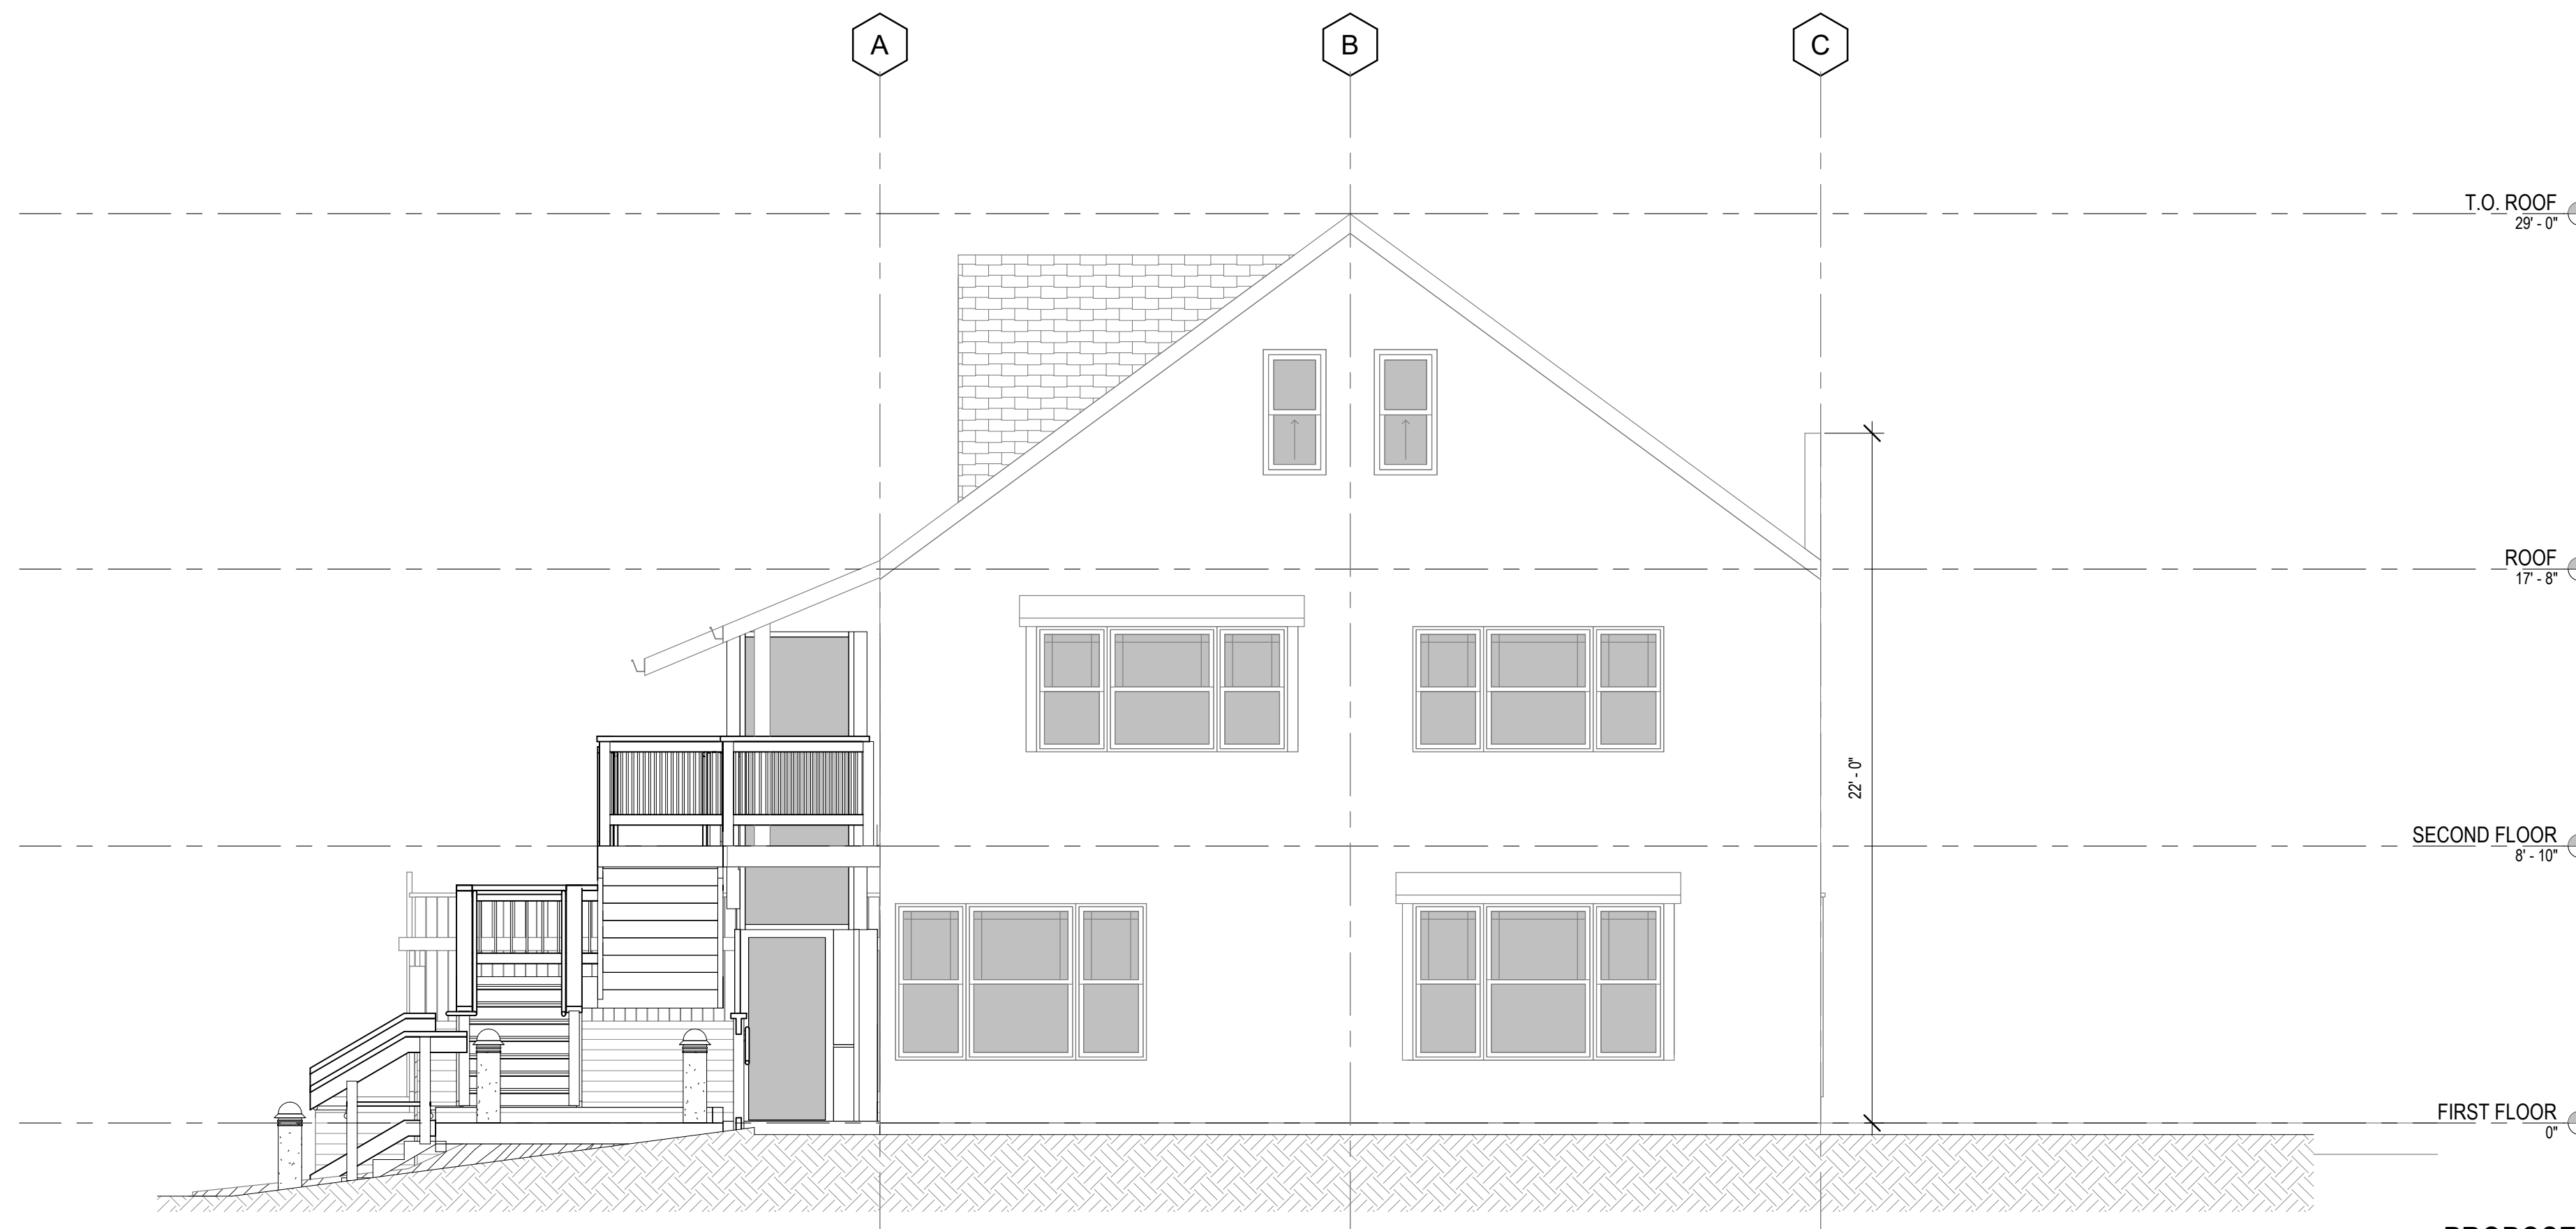 A
B
C
T.O. ROOF
29' - 0"
ROOF
17' - 8"
22' - 0"
SECOND FLOOR
8' - 10"
FIRST FLOOR
0"